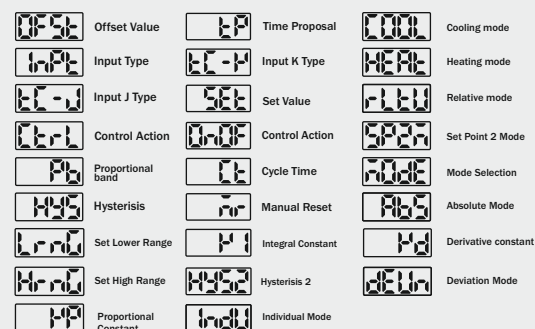 OFSt Offset Value
tP Time Proposal
COOL Cooling mode
InPt Input Type
tC-K Input K Type
HEAt Heating mode
tC-J Input J Type
SEt Set Value
rLtU Relative mode
CtrL Control Action
OnOF Control Action
SP2n Set Point 2 Mode
Pb Proportional
band
Ct Cycle Time
nOdE Mode Selection
HYS Hysterisis
nr Manual Reset
AbS Absolute Mode
LrnG Set Lower Range
KI Integral Constant
Kd Derivative constant
HrnG Set High Range
HYS2 Hysterisis 2
dEUn Deviation Mode
KP Proportional
Constant
IndU Individual Mode